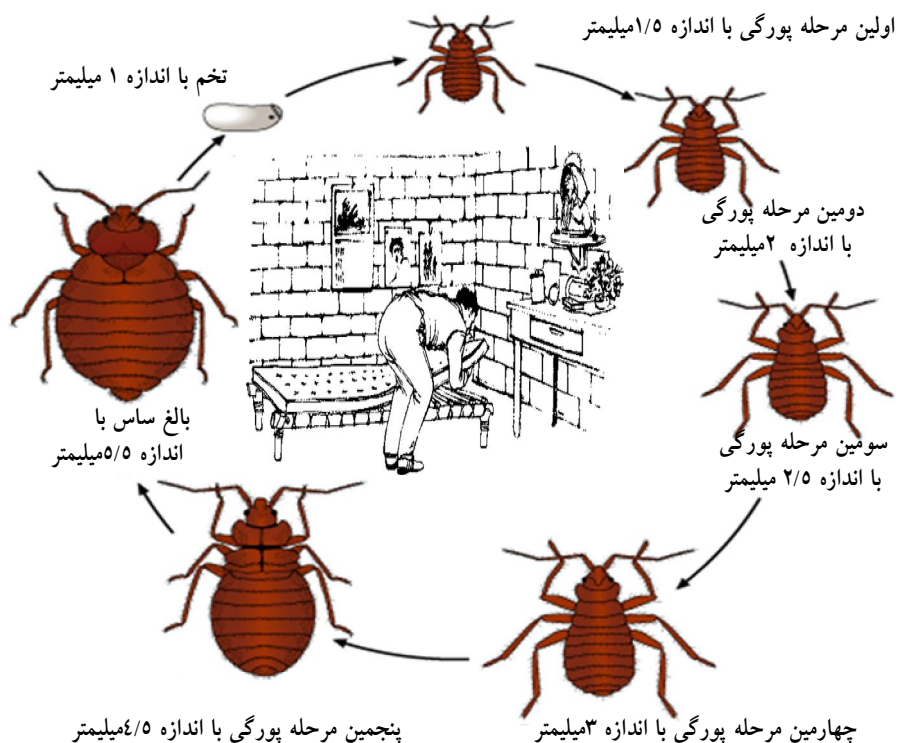 اولین مرحله پورگی با اندازه ۱/۵میلیمتر
تخم با اندازه ۱ میلیمتر
دومین مرحله پورگی
با اندازه ۲میلیمتر
سومین مرحله پورگی
با اندازه ۲/۵ میلیمتر
بالغ ساس با
اندازه ۵/۵میلیمتر
چهارمین مرحله پورگی با اندازه ۳میلیمتر
پنجمین مرحله پورگی با اندازه ٤/۵میلیمتر